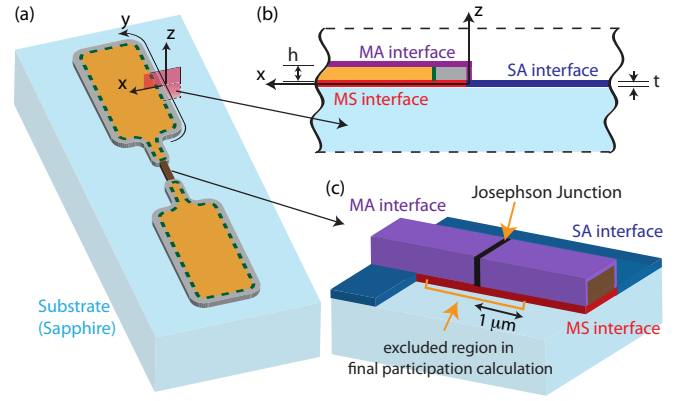 (a)
y
z
x
Substrate
(Sapphire)
(b)
z
h
MA interface
SA interface
x
t
MS interface
(c)
Josephson Junction
MA interface
SA interface
1 μm
MS interface
excluded region in
final participation calculation